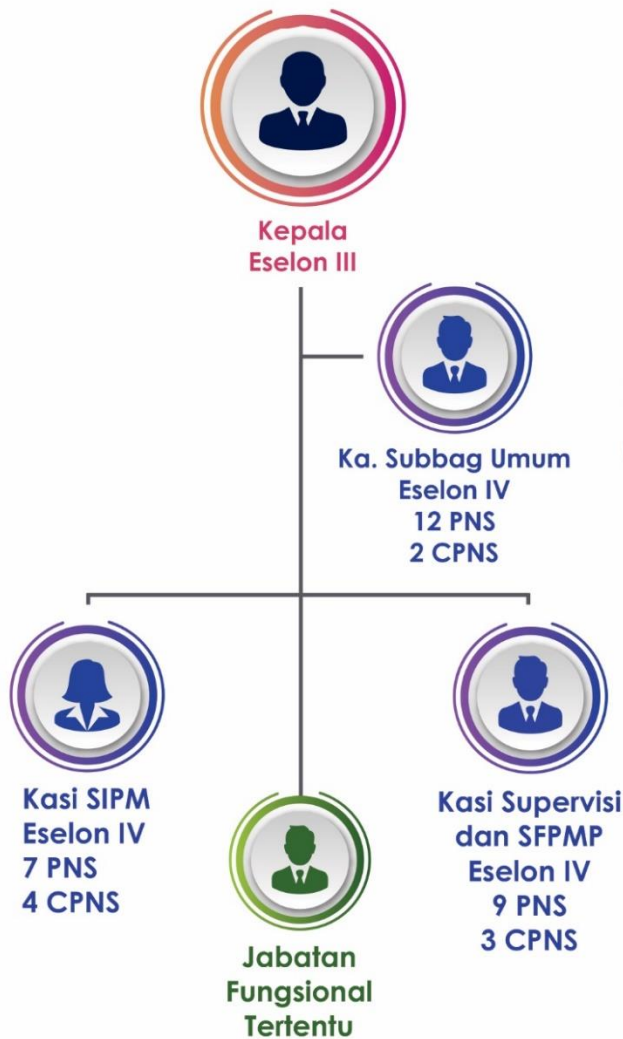 Kepala
Eselon III
Ka. Subbag Umum
Eselon IV
12 PNS
2 CPNS
Kasi SIPM
Eselon IV
7 PNS
4 CPNS
Kasi Supervisi
dan SFPMP
Eselon IV
9 PNS
3 CPNS
Jabatan
Fungsional
Tertentu